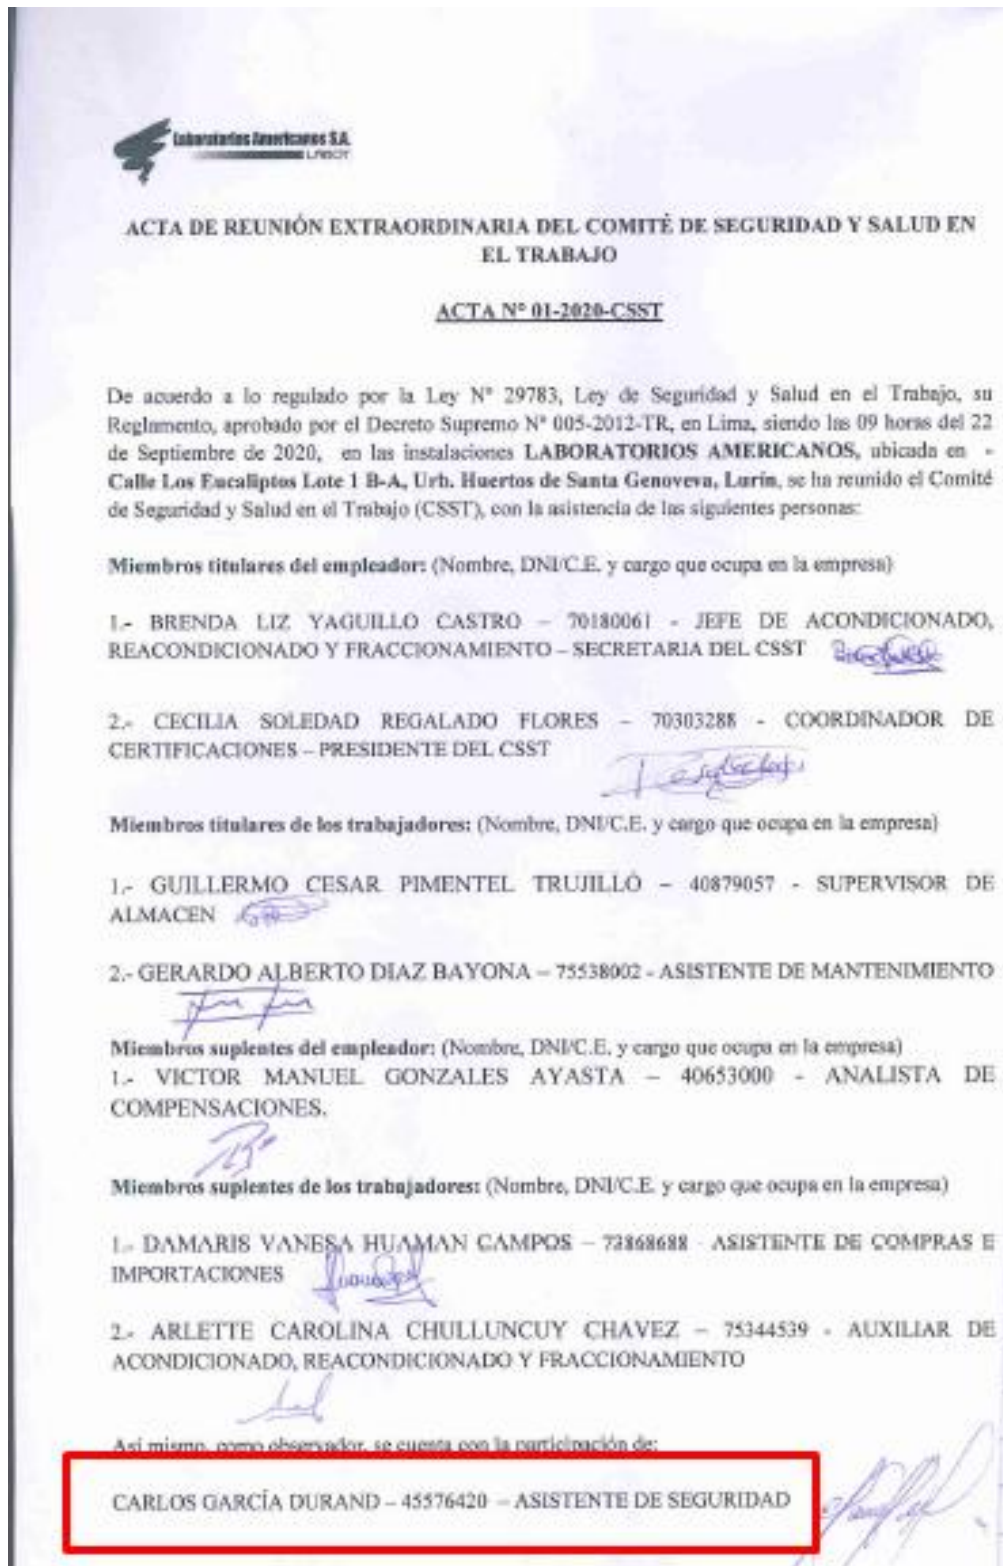 Laboratorios Americanos S.A.
LABOT
ACTA DE REUNIÓN EXTRAORDINARIA DEL COMITÉ DE SEGURIDAD Y SALUD EN
EL TRABAJO
ACTA N° 01-2020-CSST
De acuerdo a lo regulado por la Ley N° 29783, Ley de Seguridad y Salud en el Trabajo, su
Reglamento, aprobado por el Decreto Supremo N° 005-2012-TR, en Lima, siendo las 09 horas del 22
de Septiembre de 2020, en las instalaciones LABORATORIOS AMERICANOS, ubicada en -
Calle Los Eucaliptos Lote 1 B-A, Urb. Huertos de Santa Genoveva, Lurín, se ha reunido el Comité
de Seguridad y Salud en el Trabajo (CSST), con la asistencia de las siguientes personas:
Miembros titulares del empleador: (Nombre, DNI/C.E. y cargo que ocupa en la empresa)
1.- BRENDA LIZ YAGUILLO CASTRO – 70180061 - JEFE DE ACONDICIONADO,
REACONDICIONADO Y FRACCIONAMIENTO – SECRETARIA DEL CSST
2.- CECILIA SOLEDAD REGALADO FLORES – 70303288 - COORDINADOR DE
CERTIFICACIONES – PRESIDENTE DEL CSST
Miembros titulares de los trabajadores: (Nombre, DNI/C.E. y cargo que ocupa en la empresa)
1.- GUILLERMO CESAR PIMENTEL TRUJILLO – 40879057 - SUPERVISOR DE
ALMACEN
2.- GERARDO ALBERTO DIAZ BAYONA – 75538002 - ASISTENTE DE MANTENIMIENTO
Miembros suplentes del empleador: (Nombre, DNI/C.E. y cargo que ocupa en la empresa)
1.- VICTOR MANUEL GONZALES AYASTA – 40653000 - ANALISTA DE
COMPENSACIONES.
Miembros suplentes de los trabajadores: (Nombre, DNI/C.E. y cargo que ocupa en la empresa)
1.- DAMARIS VANESA HUAMAN CAMPOS – 73868688 - ASISTENTE DE COMPRAS E
IMPORTACIONES
2.- ARLETTE CAROLINA CHULLUNCUY CHAVEZ – 75344539 - AUXILIAR DE
ACONDICIONADO, REACONDICIONADO Y FRACCIONAMIENTO
Así mismo, como observador, se cuenta con la participación de:
CARLOS GARCÍA DURAND – 45576420 – ASISTENTE DE SEGURIDAD